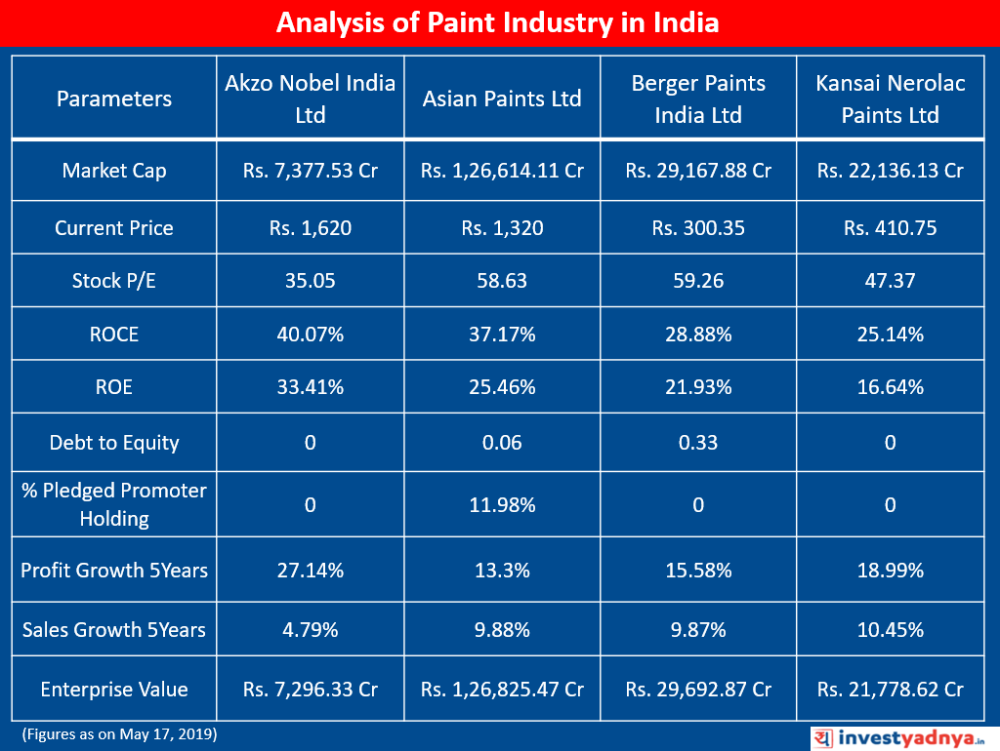 Analysis of Paint Industry in India
Parameters
Akzo Nobel India
Ltd
Asian Paints Ltd
Berger Paints
India Ltd
Kansai Nerolac
Paints Ltd
Market Cap
Rs. 7,377.53 Cr
Rs. 1,26,614.11 Cr
Rs. 29,167.88 Cr
Rs. 22,136.13 Cr
Current Price
Rs. 1,620
Rs. 1,320
Rs. 300.35
Rs. 410.75
Stock P/E
35.05
58.63
59.26
47.37
ROCE
40.07%
37.17%
28.88%
25.14%
ROE
33.41%
25.46%
21.93%
16.64%
Debt to Equity
0
0.06
0.33
0
% Pledged Promoter
Holding
0
11.98%
0
0
Profit Growth 5Years
27.14%
13.3%
15.58%
18.99%
Sales Growth 5Years
4.79%
9.88%
9.87%
10.45%
Enterprise Value
Rs. 7,296.33 Cr
Rs. 1,26,825.47 Cr
Rs. 29,692.87 Cr
Rs. 21,778.62 Cr
(Figures as on May 17, 2019)
investyadnya.in